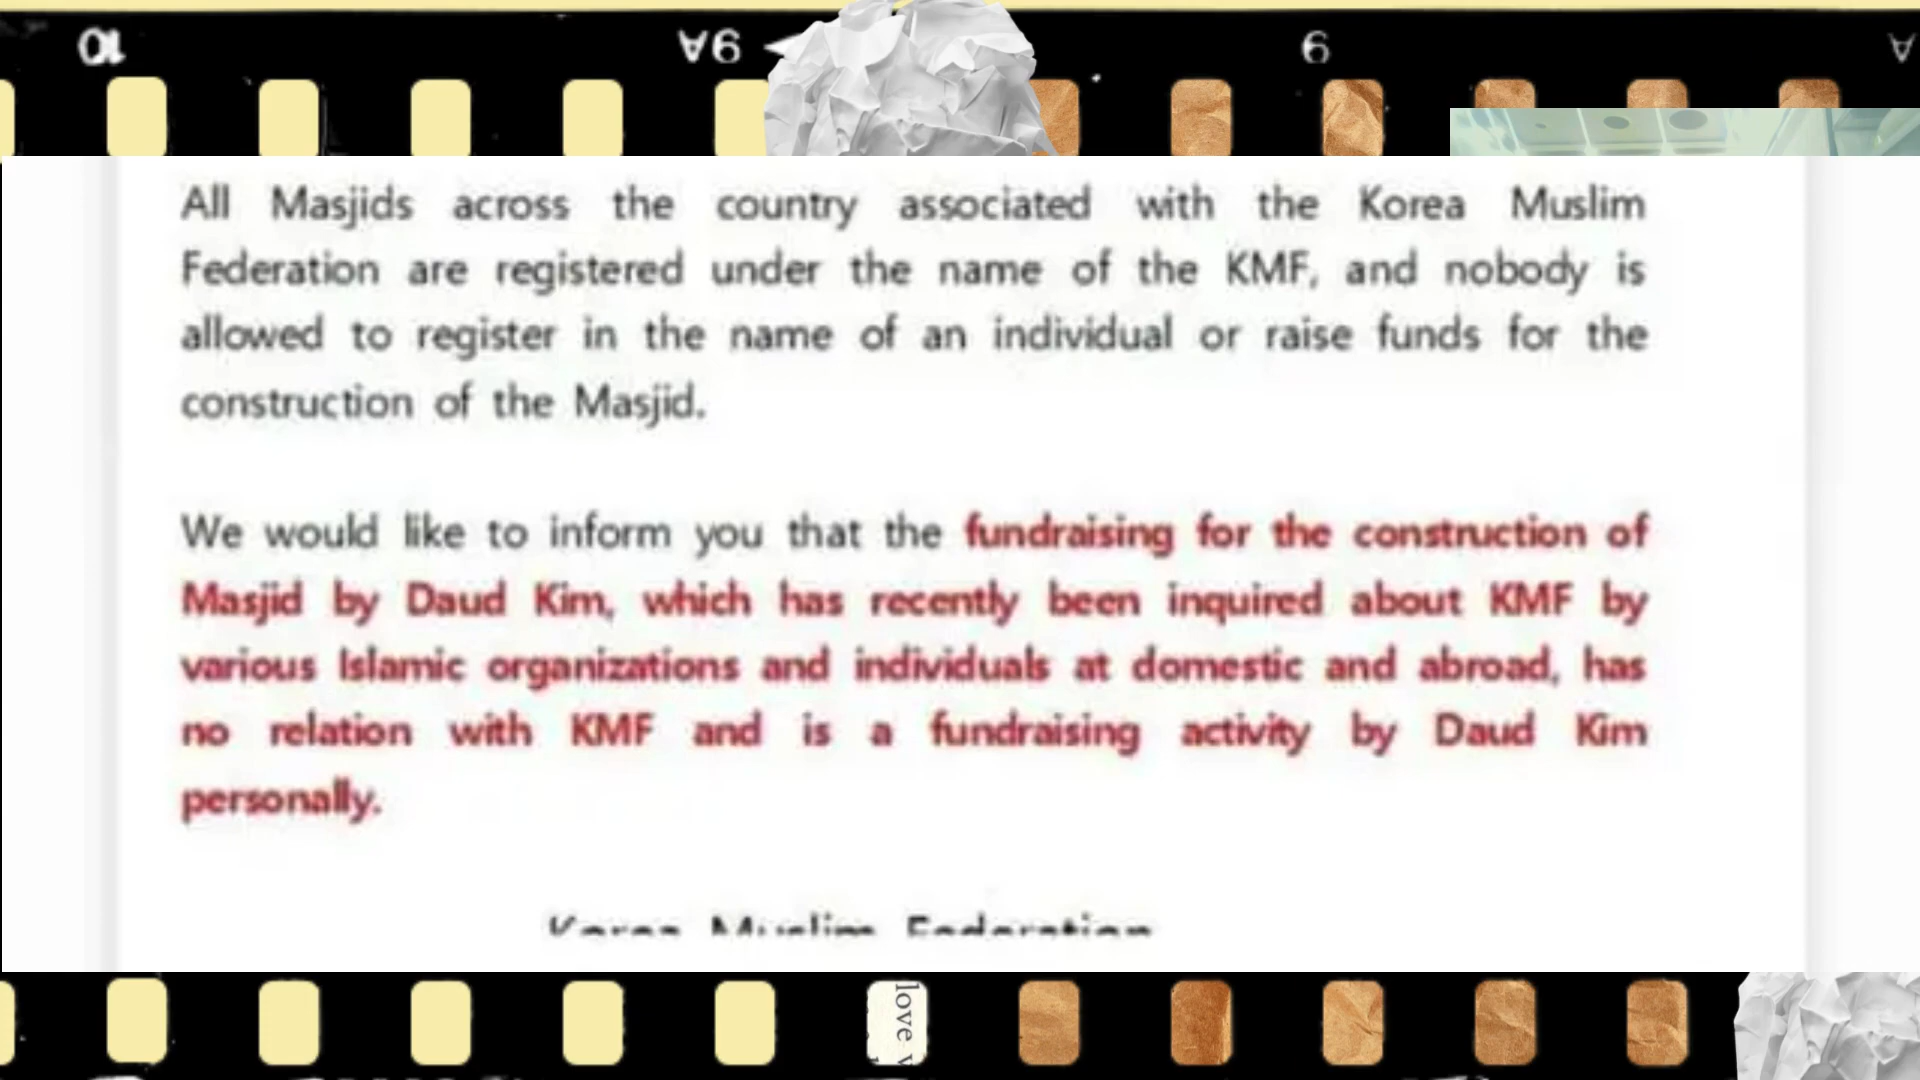 9A
6
All Masjids across the country associated with the Korea Muslim
Federation are registered under the name of the KMF, and nobody is
allowed to register in the name of an individual or raise funds for the
construction of the Masjid.
We would like to inform you that the fundraising for the construction of
Masjid by Daud Kim, which has recently been inquired about KMF by
various Islamic organizations and individuals at domestic and abroad, has
no relation with KMF and is a fundraising activity by Daud Kim
personally.
Korea Muslim Federation
love